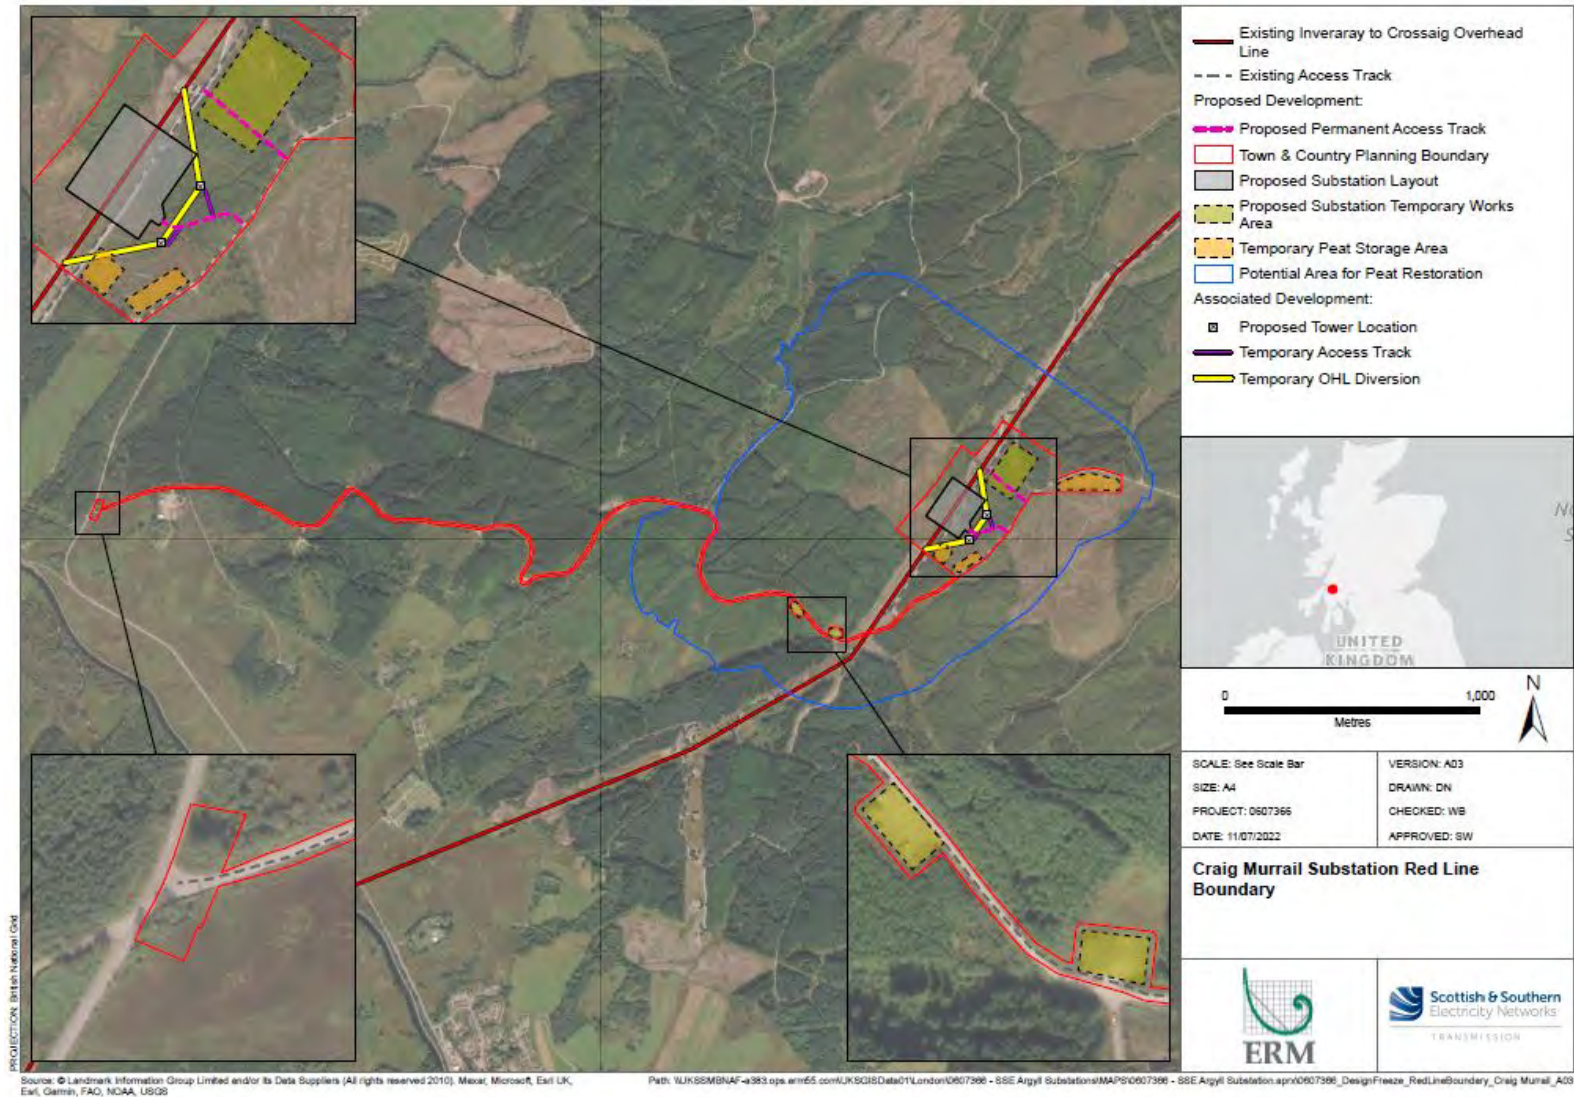 Existing Inveraray to Crossaig Overhead
Line
Existing Access Track
Proposed Development:
Proposed Permanent Access Track
Town & Country Planning Boundary
Proposed Substation Layout
Proposed Substation Temporary Works
Area
Temporary Peat Storage Area
Potential Area for Peat Restoration
Associated Development:
Proposed Tower Location
Temporary Access Track
Temporary OHL Diversion
UNITED
KINGDOM
0
1,000
Metres
N
SCALE: See Scale Bar
VERSION: A03
SIZE: A4
DRAWN: DN
PROJECT: 0607366
CHECKED: WB
DATE: 11/07/2022
APPROVED: SW
Craig Murrail Substation Red Line
Boundary
ERM
Scottish & Southern
Electricity Networks
TRANSMISSION
PROJECTION: British National Grid
Source: © Landmark Information Group Limited and/or its Data Suppliers (All rights reserved 2010). Maxar, Microsoft, Esri UK,
Esri, Garmin, FAO, NOAA, USGS